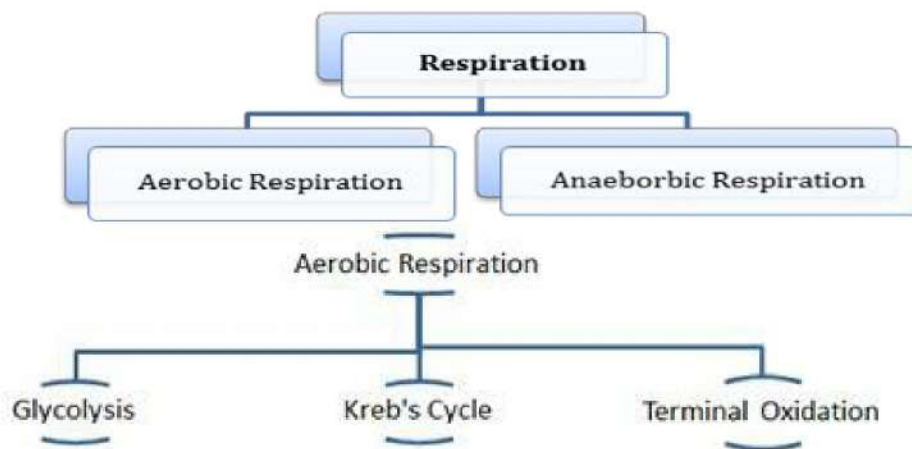 Respiration
Aerobic Respiration
Anaeborbic Respiration
Aerobic Respiration
Glycolysis
Kreb's Cycle
Terminal Oxidation